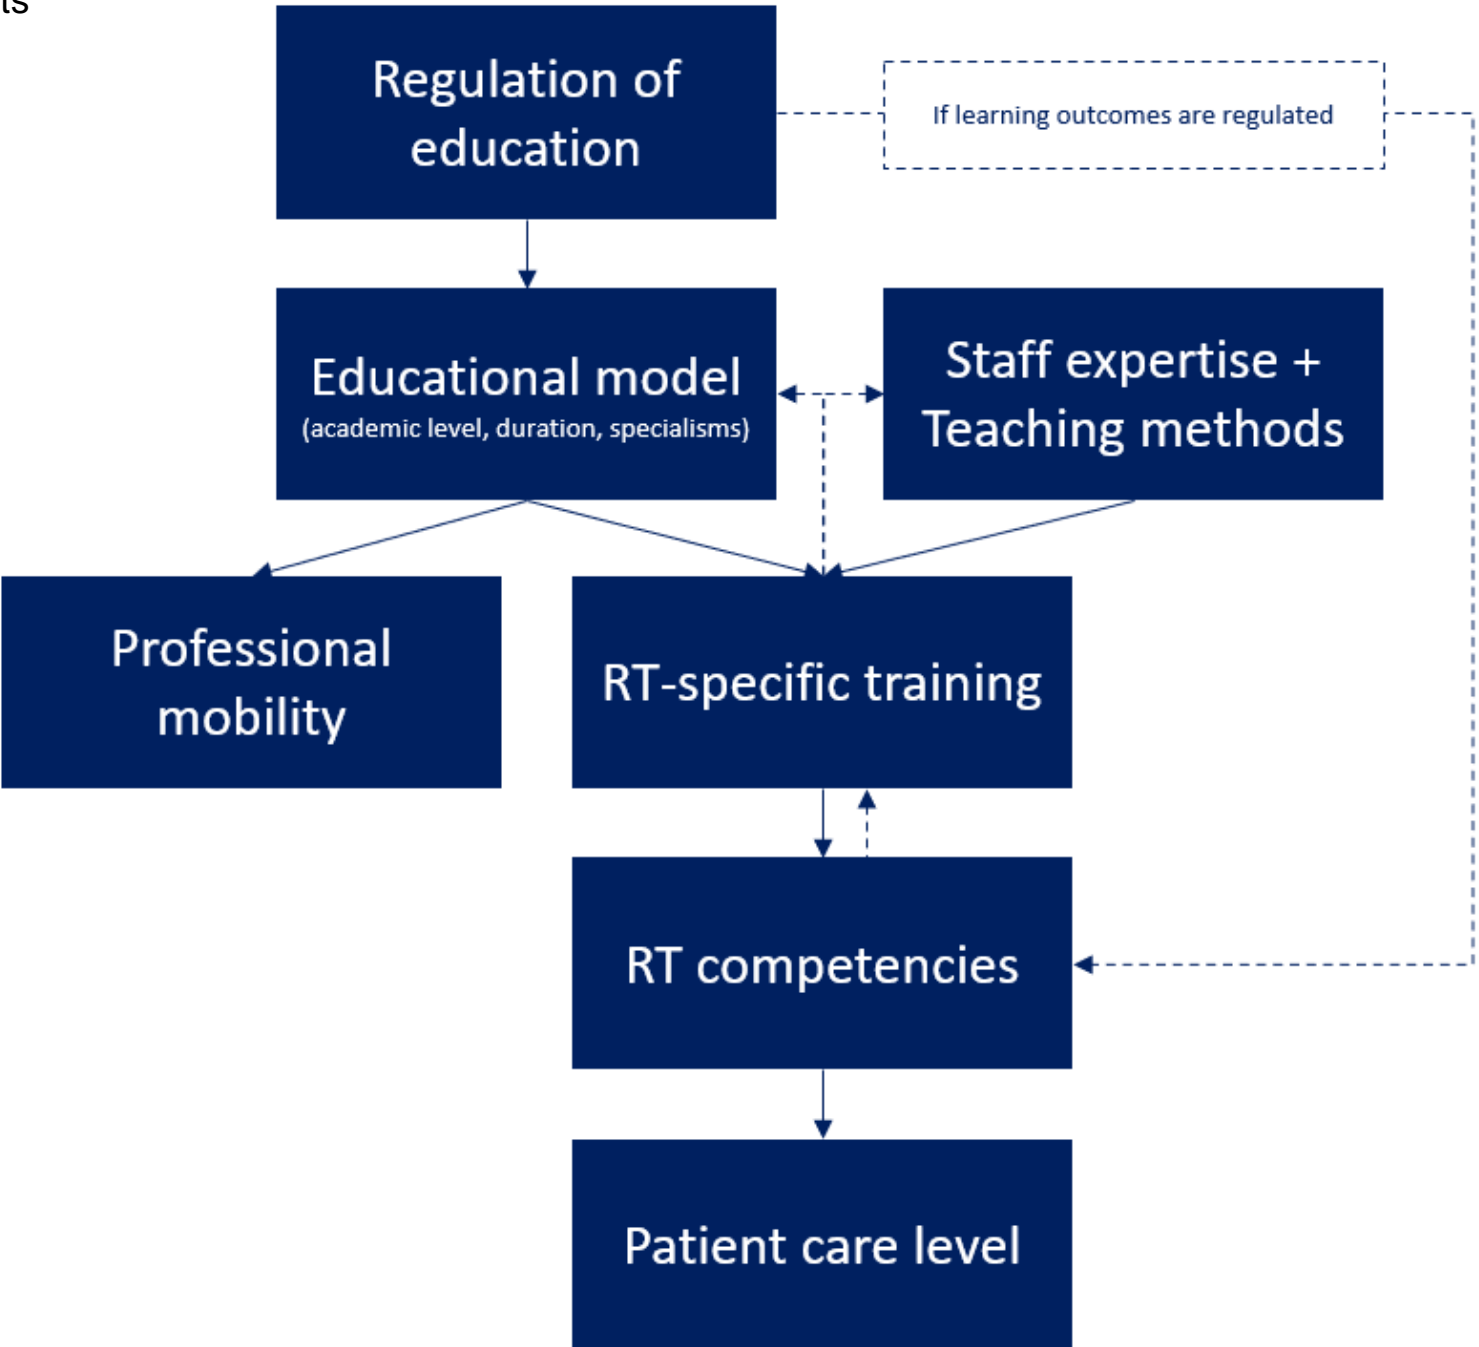 ts
Regulation of
education
If learning outcomes are regulated
Educational model
(academic level, duration, specialisms)
Staff expertise +
Teaching methods
Professional
mobility
RT-specific training
RT competencies
Patient care level